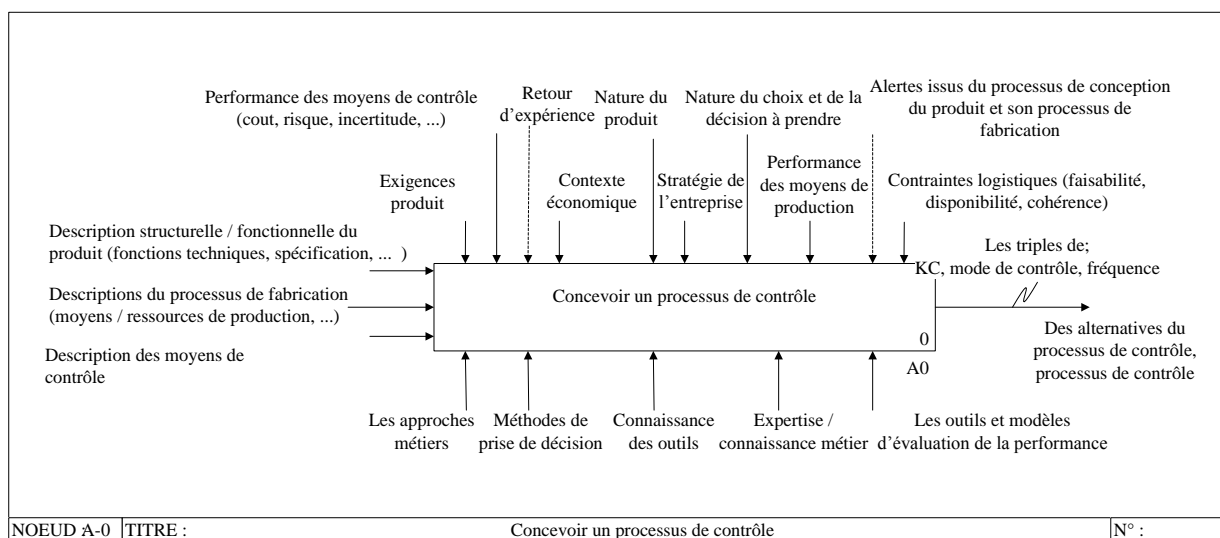 Performance des moyens de contrôle
(cout, risque, incertitude, ...)
Retour
d'expérience
Nature du
produit
Nature du choix et de la
décision à prendre
Alertes issus du processus de conception
du produit et son processus de
fabrication
Exigences
produit
Contexte
économique
Stratégie de
l'entreprise
Performance
des moyens de
production
Contraintes logistiques (faisabilité,
disponibilité, cohérence)
Description structurelle / fonctionnelle du
produit (fonctions techniques, spécification, ... )
Descriptions du processus de fabrication
(moyens / ressources de production, ...)
Description des moyens de
contrôle
Concevoir un processus de contrôle
0
A0
Les triples de;
KC, mode de contrôle, fréquence
Des alternatives du
processus de contrôle,
processus de contrôle
Les approches
métiers
Méthodes de
prise de décision
Connaissance
des outils
Expertise /
connaissance métier
Les outils et modèles
d'évaluation de la performance
NOEUD A-0
TITRE :
Concevoir un processus de contrôle
N° :